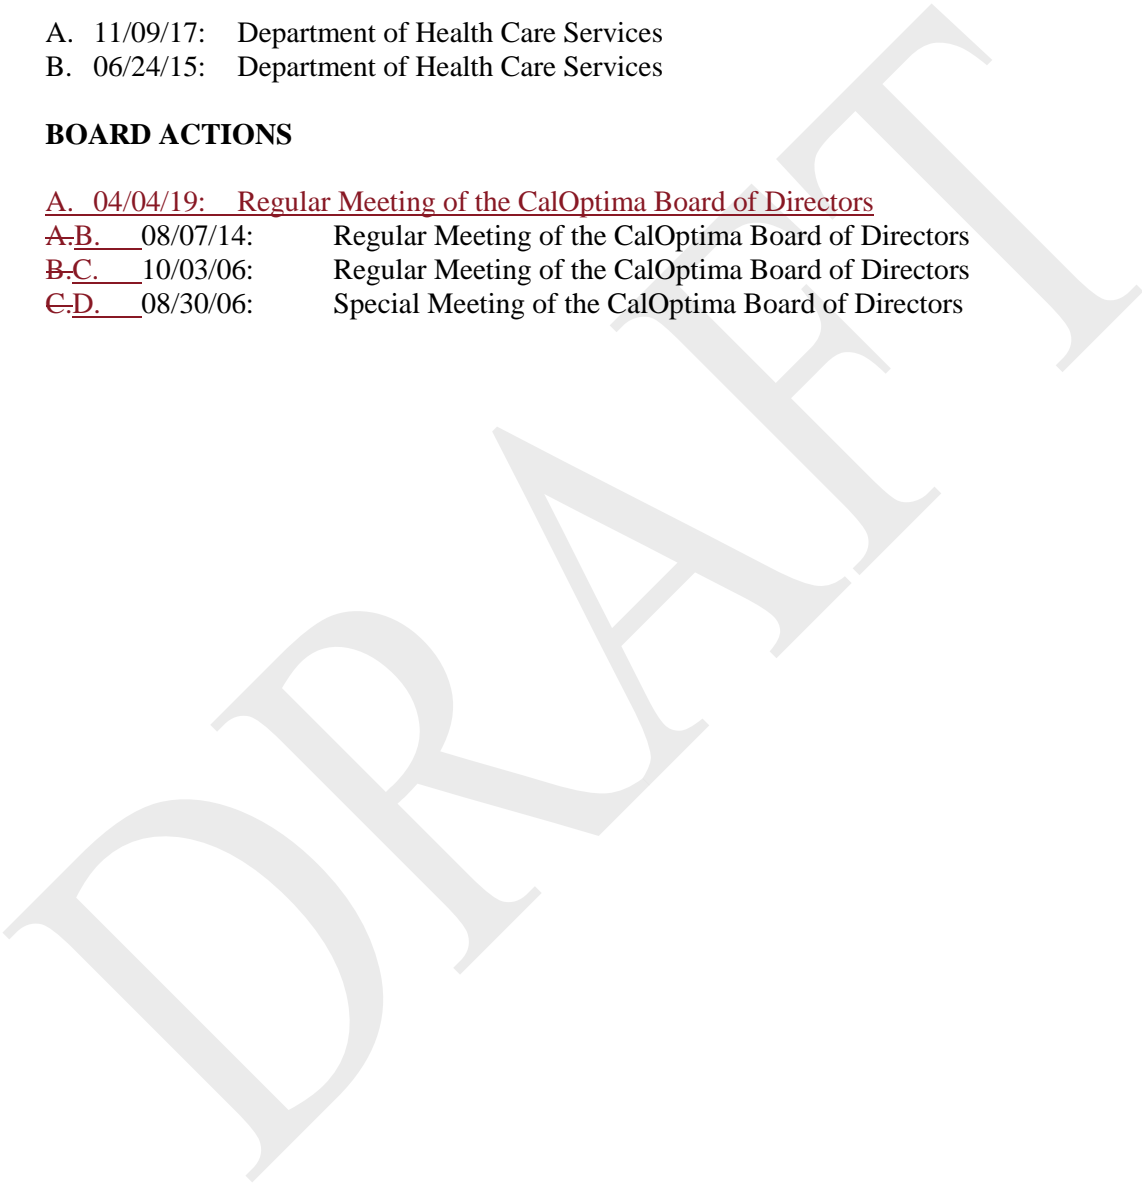 A. 11/09/17: Department of Health Care Services
B. 06/24/15: Department of Health Care Services
BOARD ACTIONS
A. 04/04/19: Regular Meeting of the CalOptima Board of Directors
A.B. 08/07/14: Regular Meeting of the CalOptima Board of Directors
B.C. 10/03/06: Regular Meeting of the CalOptima Board of Directors
C.D. 08/30/06: Special Meeting of the CalOptima Board of Directors
DRAFT